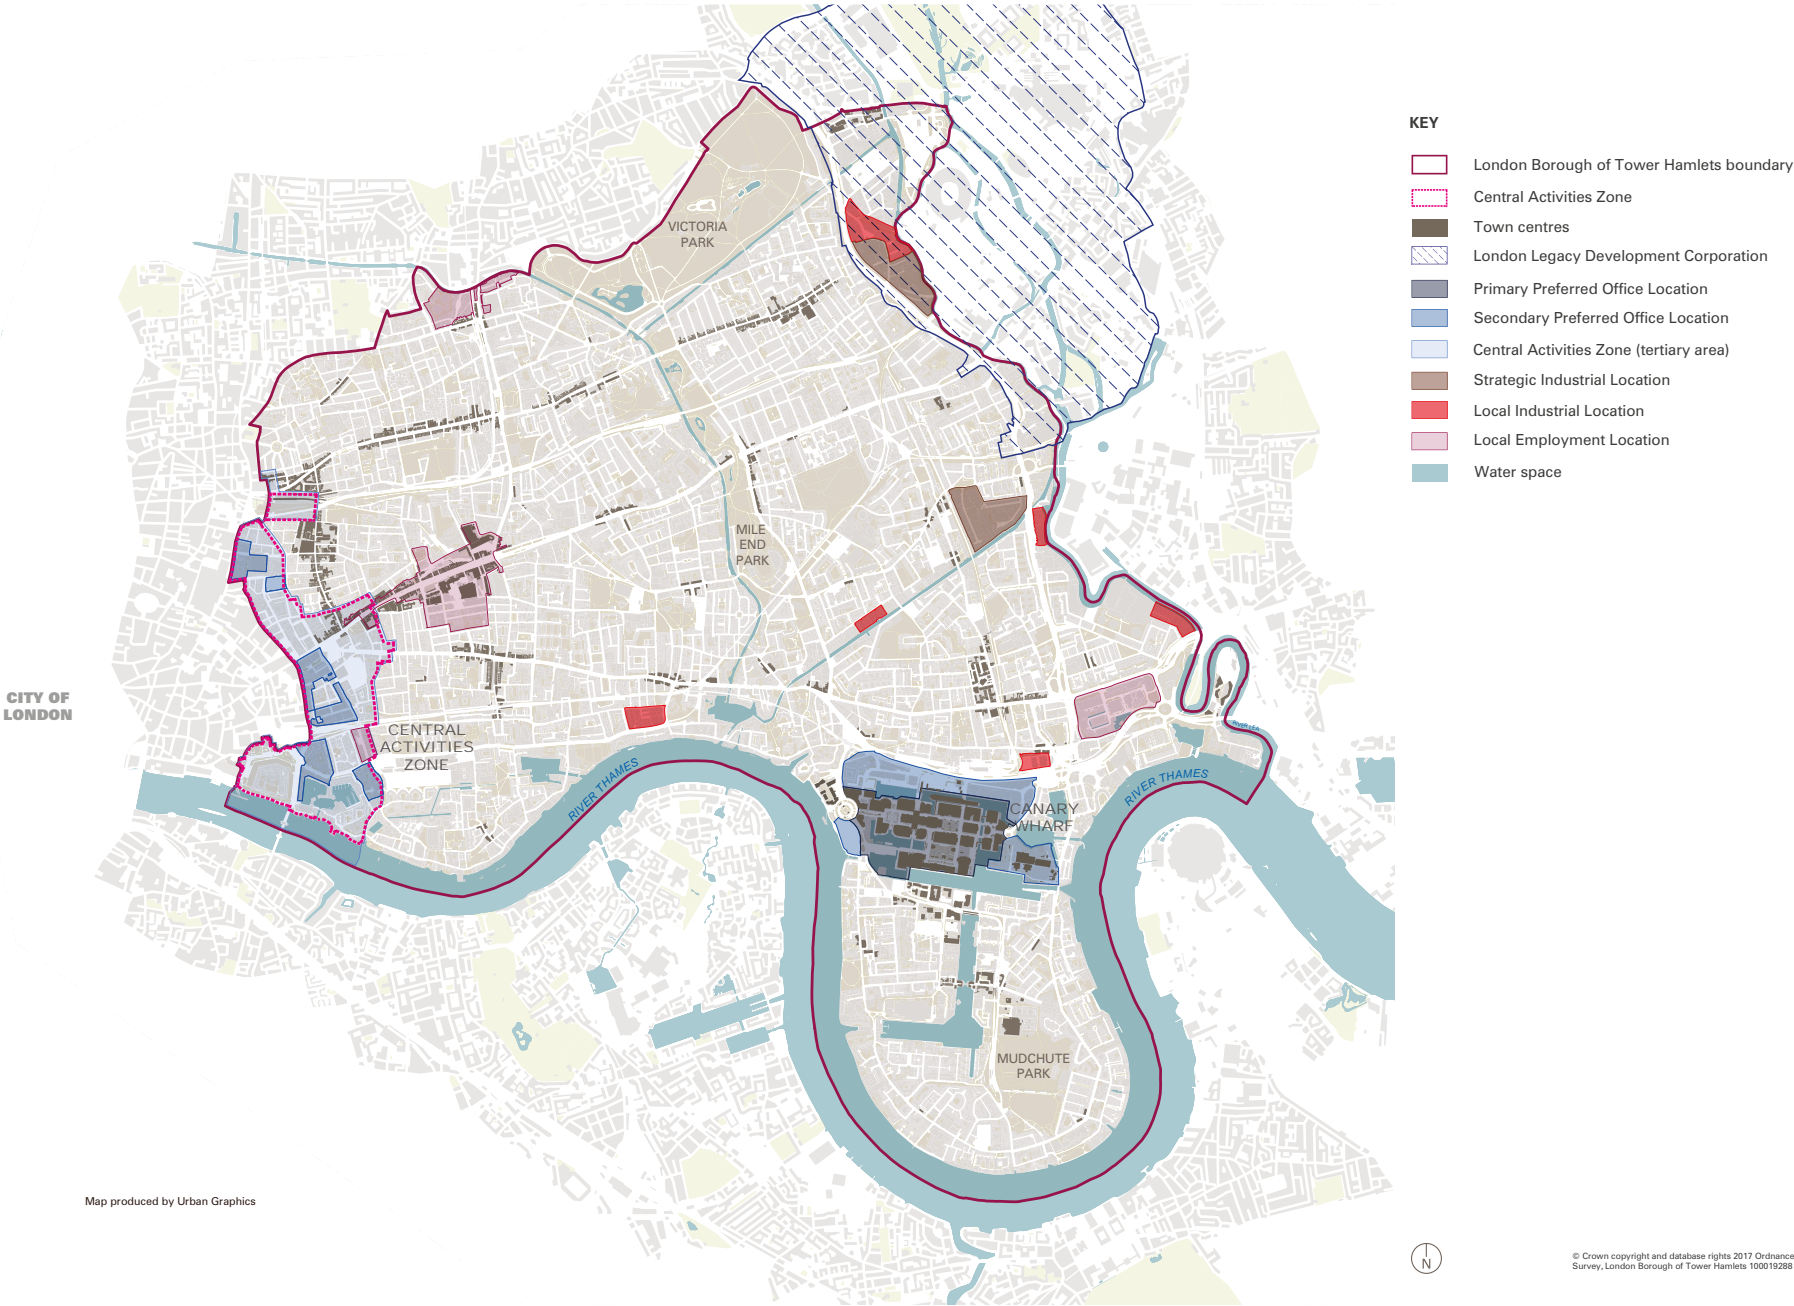 KEY
London Borough of Tower Hamlets boundary
Central Activities Zone
Town centres
London Legacy Development Corporation
Primary Preferred Office Location
Secondary Preferred Office Location
Central Activities Zone (tertiary area)
Strategic Industrial Location
Local Industrial Location
Local Employment Location
Water space
VICTORIA
PARK
MILE
END
PARK
CITY OF
LONDON
CENTRAL
ACTIVITIES
ZONE
RIVER THAMES
CANARY
WHARF
RIVER THAMES
RIVER LEA
MUDCHUTE
PARK
Map produced by Urban Graphics
N
© Crown copyright and database rights 2017 Ordnance
Survey, London Borough of Tower Hamlets 100019288